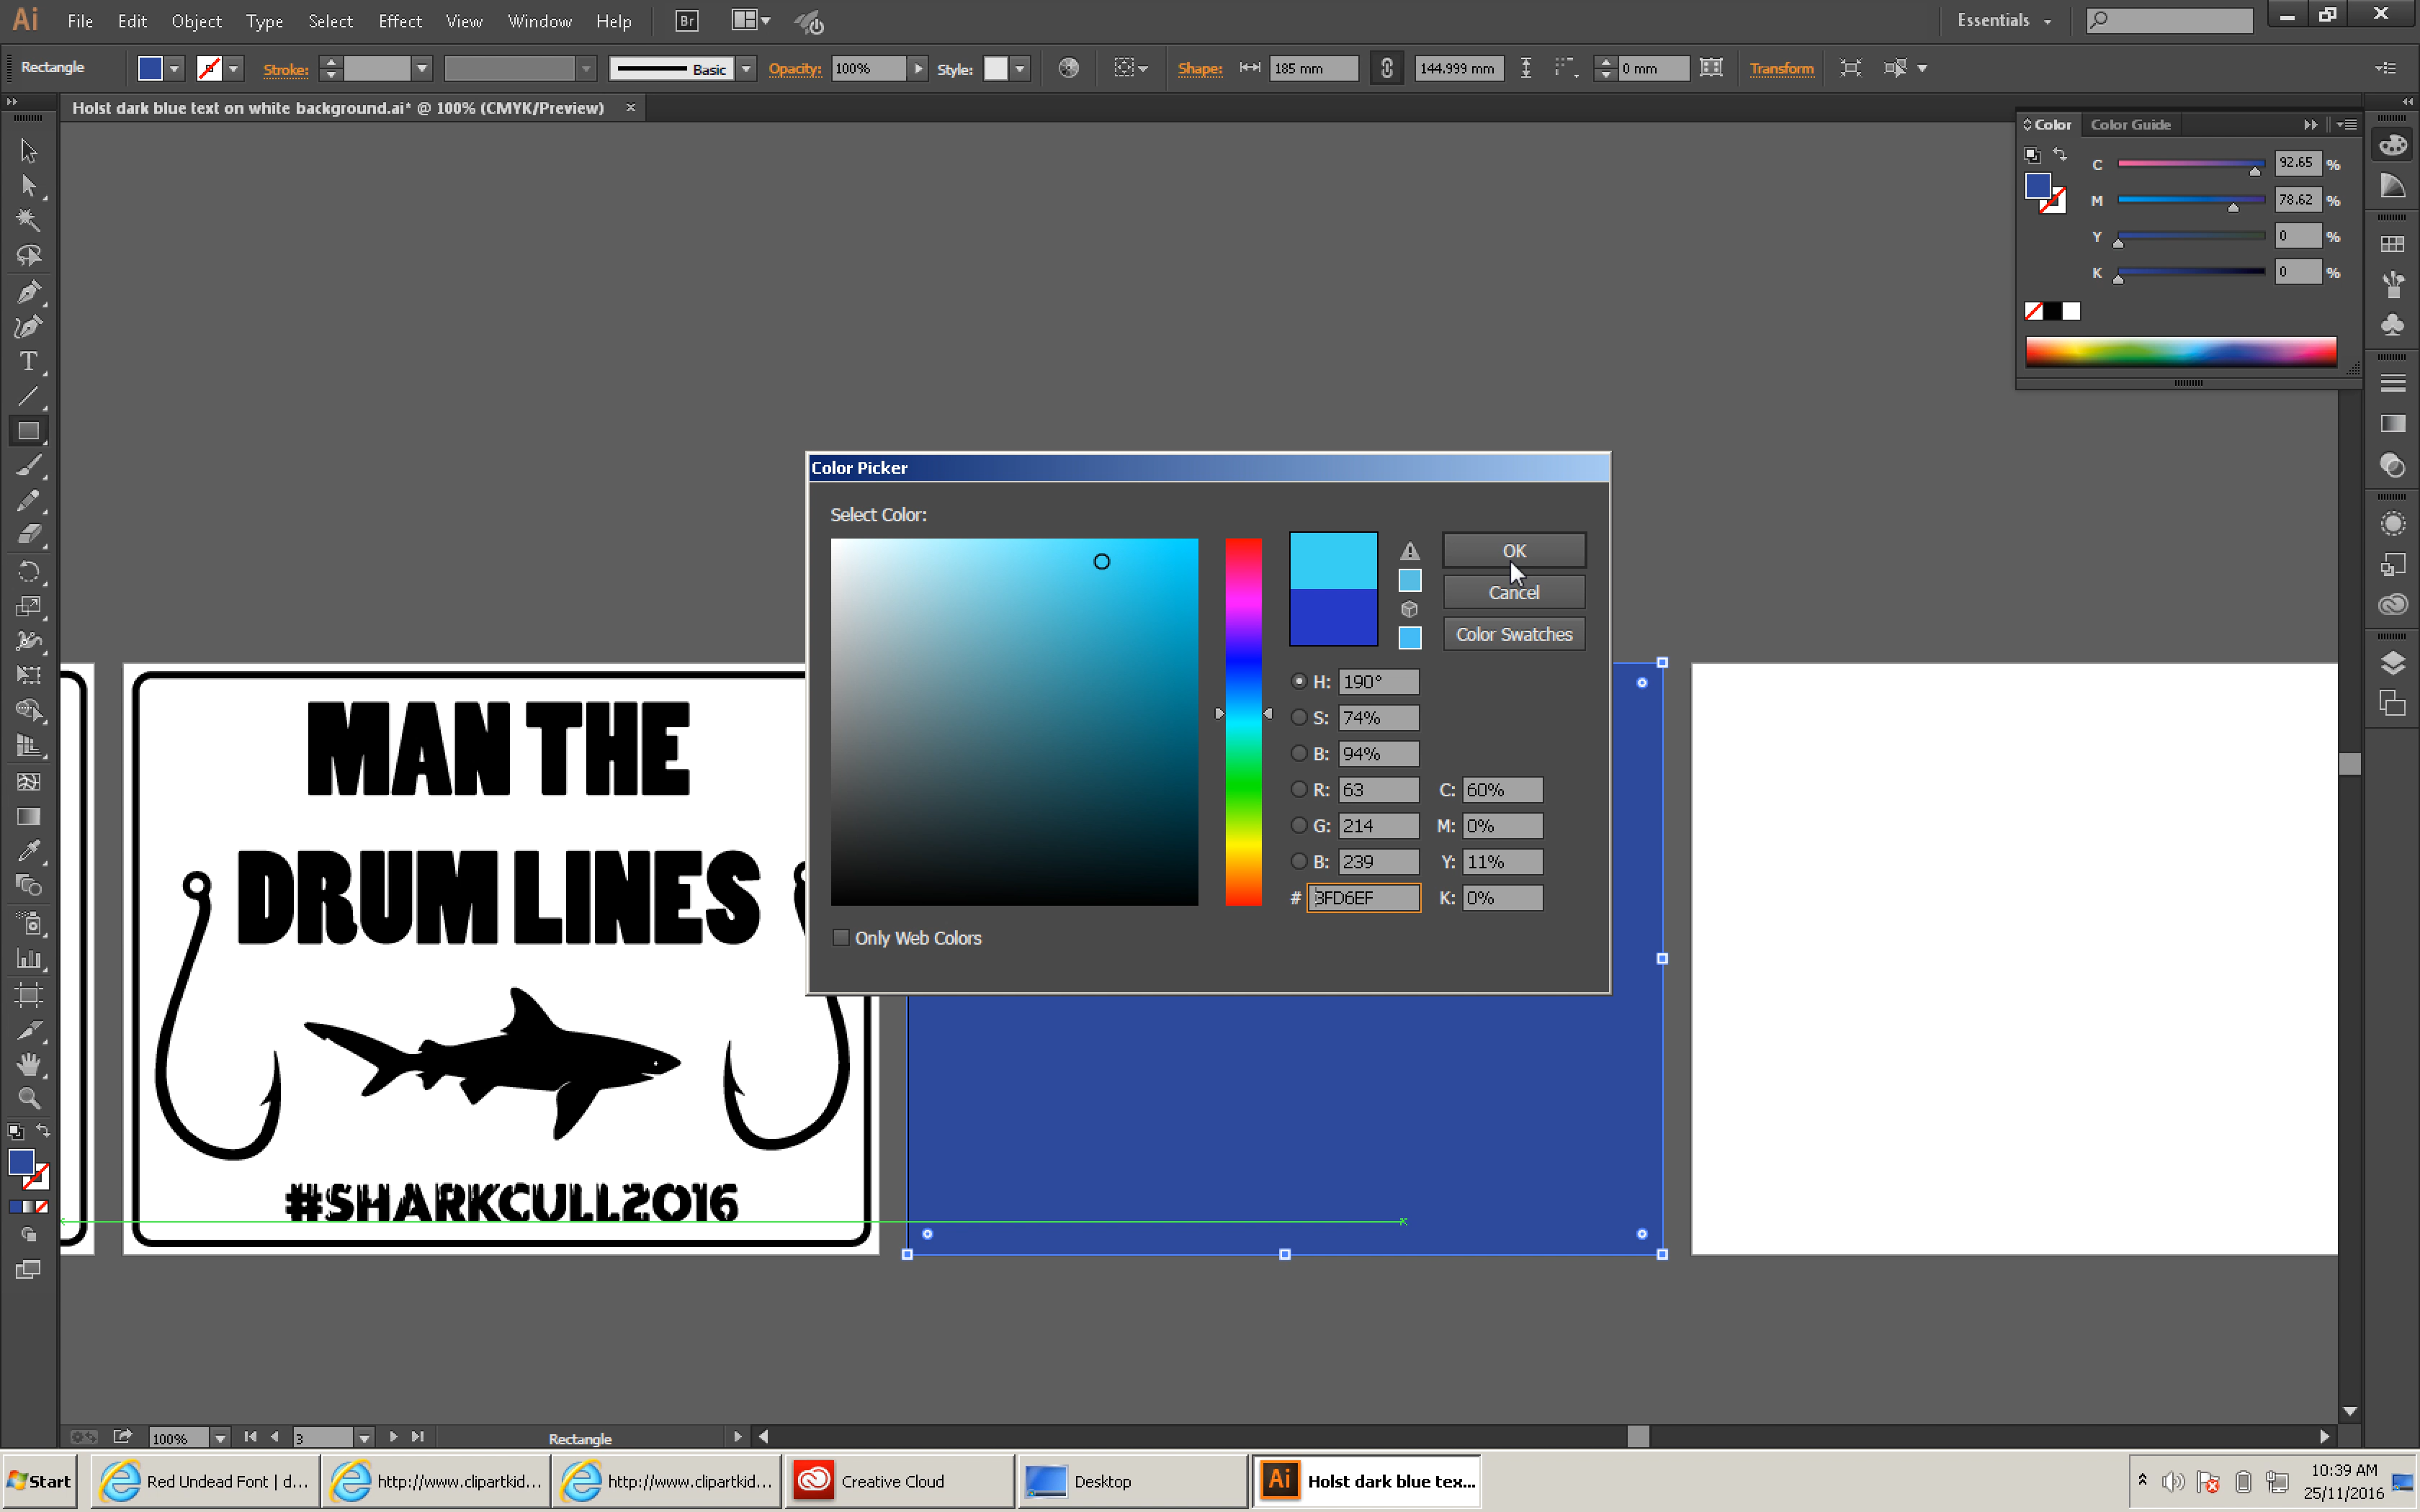 Ai File Edit Object Type Select Effect View Window Help Br Essentials
Rectangle Stroke: Basic Opacity: 100% Style: Shape: 185 mm 144.999 mm 0 mm Transform
Holst dark blue text on white background.ai* @ 100% (CMYK/Preview)
Color Color Guide
C 92.65 %
M 78.62 %
Y 0 %
K 0 %
Color Picker
Select Color:
OK
Cancel
Color Swatches
H: 190°
S: 74%
B: 94%
R: 63 C: 60%
G: 214 M: 0%
B: 239 Y: 11%
# 3FD6EF K: 0%
Only Web Colors
MAN THE
DRUM LINES
#SHARKCULL2016
100% 3 Rectangle
Start Red Undead Font | d... http://www.clipartkid... http://www.clipartkid... Creative Cloud Desktop Ai Holst dark blue tex... 10:39 AM
25/11/2016